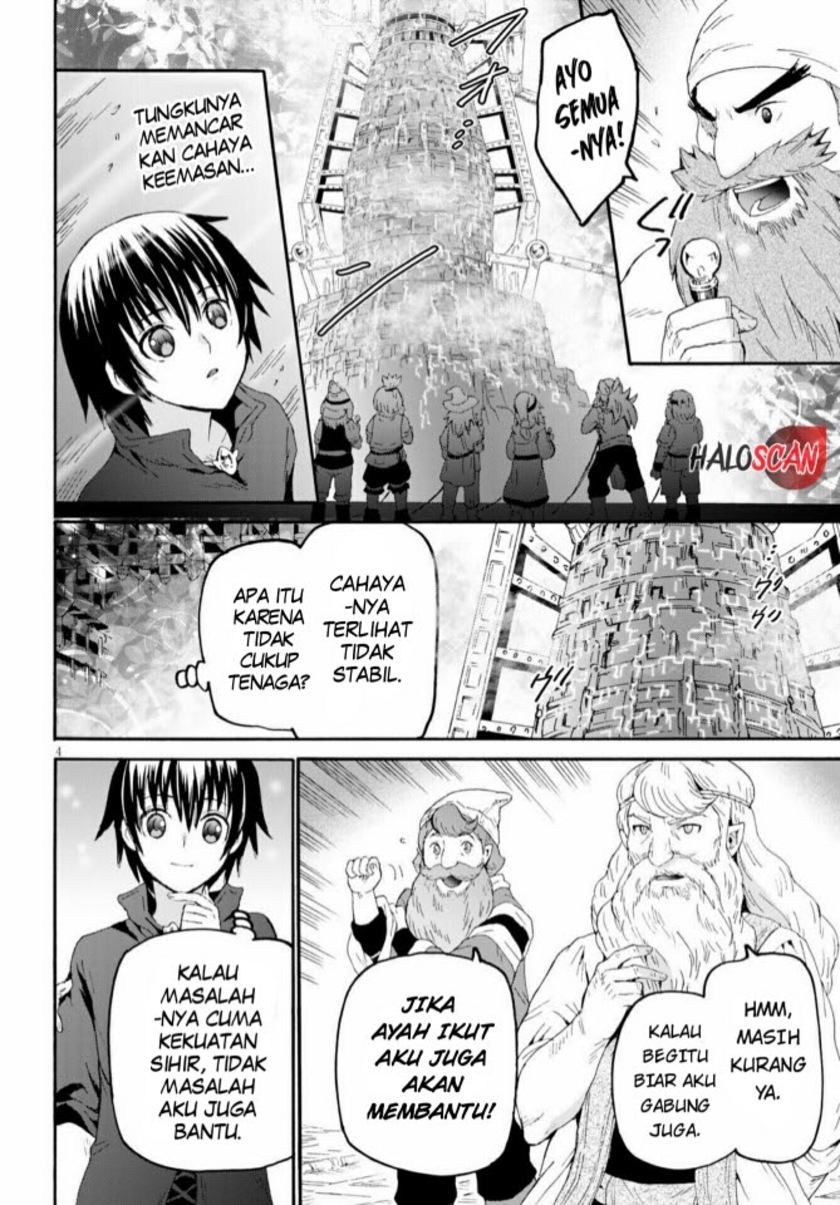 AYO
SEMUA
-NYA!
TUNGKUNYA
MEMANCAR
KAN CAHAYA
KEEMASAN...
HALOSCAN
CAHAYA
-NYA
TERLIHAT
TIDAK
STABIL.
APA ITU
KARENA
TIDAK
CUKUP
TENAGA?
4
HMM,
MASIH
KURANG
YA.
KALAU
BEGITU
BIAR AKU
GABUNG
JUGA.
JIKA
AYAH IKUT
AKU JUGA
AKAN
MEMBANTU!
KALAU
MASALAH
-NYA CUMA
KEKUATAN
SIHIR, TIDAK
MASALAH
AKU JUGA
BANTU.